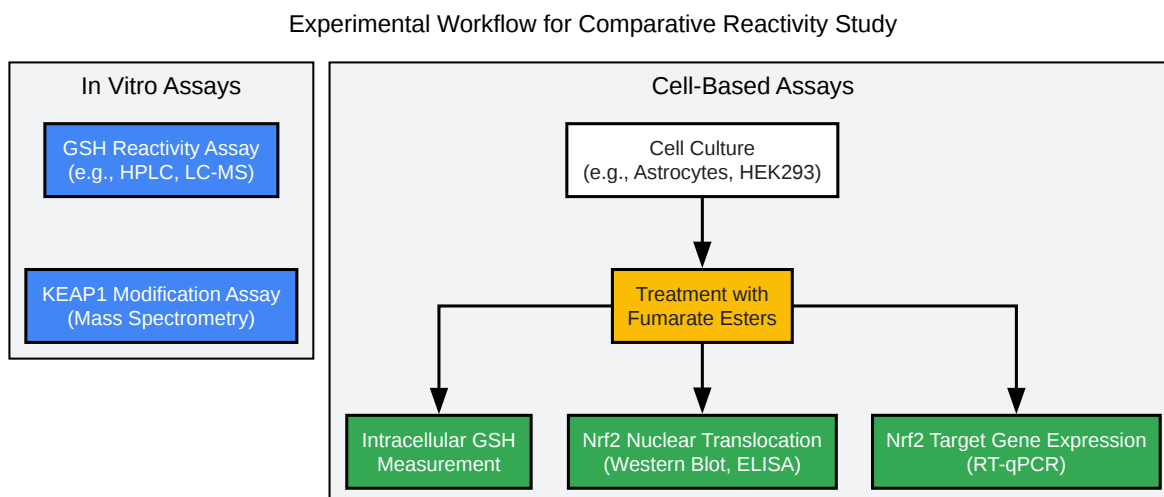 Experimental Workflow for Comparative Reactivity Study
In Vitro Assays
GSH Reactivity Assay
(e.g., HPLC, LC-MS)
KEAP1 Modification Assay
(Mass Spectrometry)
Cell-Based Assays
Cell Culture
(e.g., Astrocytes, HEK293)
Treatment with
Fumarate Esters
Intracellular GSH
Measurement
Nrf2 Nuclear Translocation
(Western Blot, ELISA)
Nrf2 Target Gene Expression
(RT-qPCR)